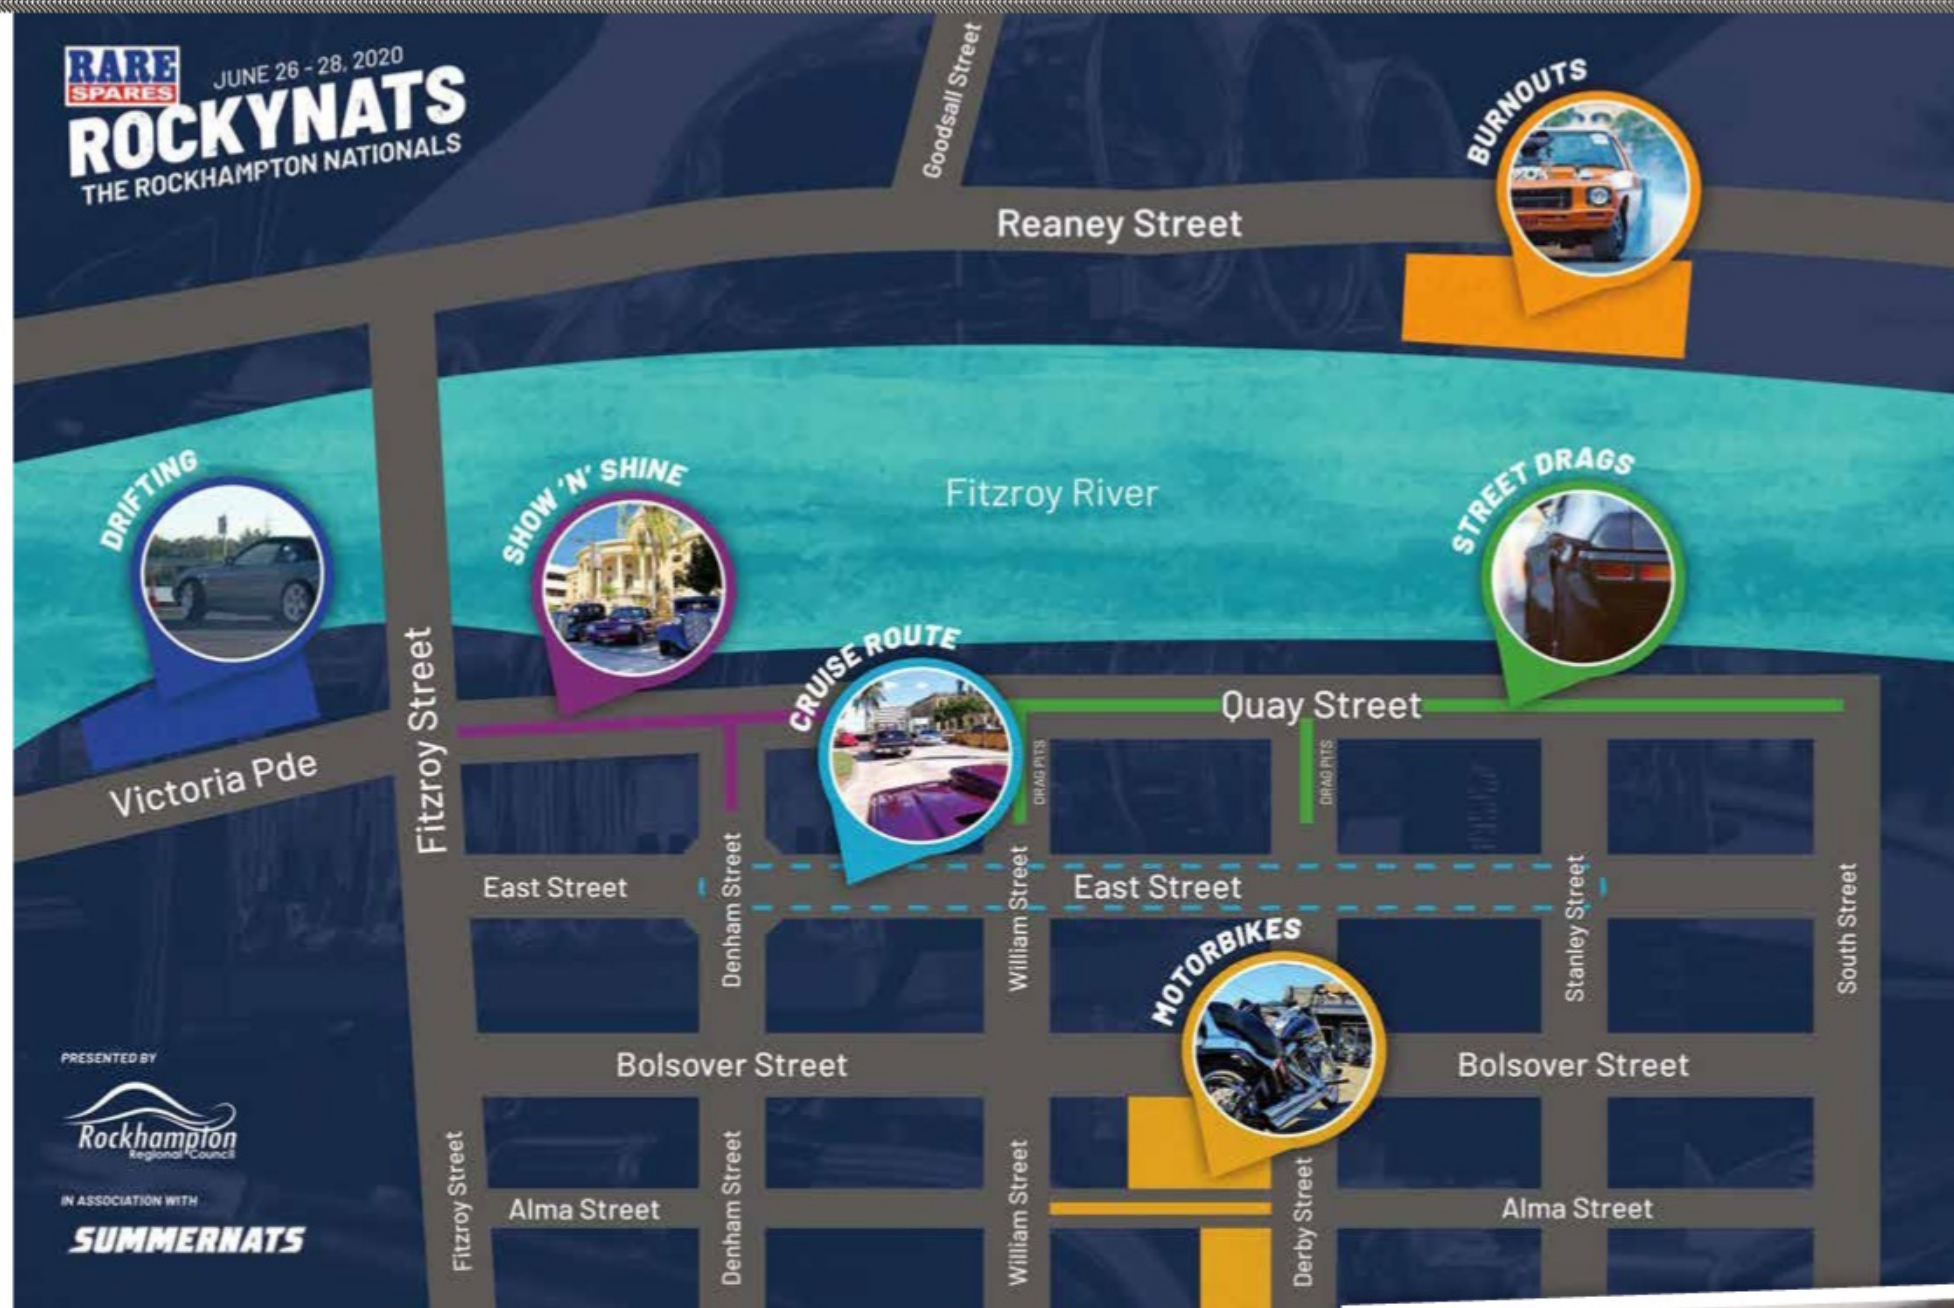 RARE
SPARES
JUNE 26 - 28, 2020
ROCKYNATS
THE ROCKHAMPTON NATIONALS
Goodsall Street
BURNOUTS
Reaney Street
DRIFTING
SHOW 'N' SHINE
Fitzroy River
STREET DRAGS
CRUISE ROUTE
Quay Street
Victoria Pde
Fitzroy Street
DRAG PITS
DRAG PITS
East Street
Denham Street
William Street
East Street
Stanley Street
South Street
MOTORBIKES
PRESENTED BY
Rockhampton
Regional Council
Bolsover Street
Bolsover Street
IN ASSOCIATION WITH
SUMMERNATS
Fitzroy Street
Alma Street
Denham Street
William Street
Derby Street
Alma Street